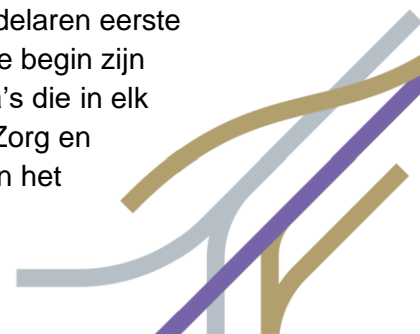 delaren eerste
e begin zijn
a's die in elk
Zorg en
n het